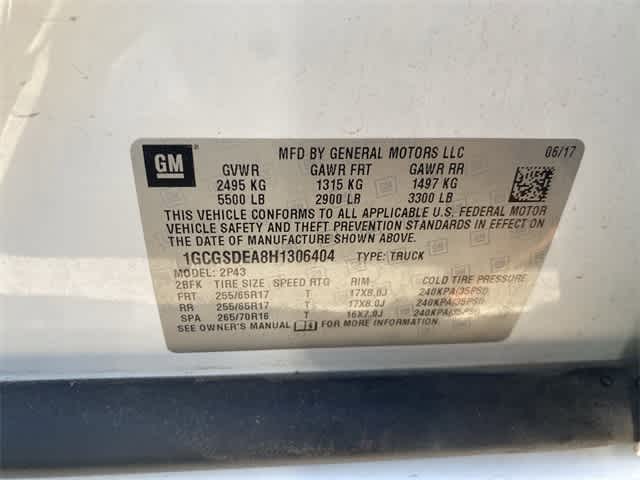 GM
MFD BY GENERAL MOTORS LLC 06/17
GVWR GAWR FRT GAWR RR
2495 KG 1315 KG 1497 KG
5500 LB 2900 LB 3300 LB
THIS VEHICLE CONFORMS TO ALL APPLICABLE U.S. FEDERAL MOTOR
VEHICLE SAFETY AND THEFT PREVENTION STANDARDS IN EFFECT ON
THE DATE OF MANUFACTURE SHOWN ABOVE.
1GCGSDEA8H1306404 TYPE: TRUCK
MODEL: 2P43
2BFK TIRE SIZE SPEED RTG RIM COLD TIRE PRESSURE
FRT 255/65R17 T 17X8.0J 240KPA(35PSI)
RR 255/65R17 T 17X8.0J 240KPA(35PSI)
SPA 265/70R16 T 16X7.0J 240KPA(35PSI)
SEE OWNER'S MANUAL FOR MORE INFORMATION